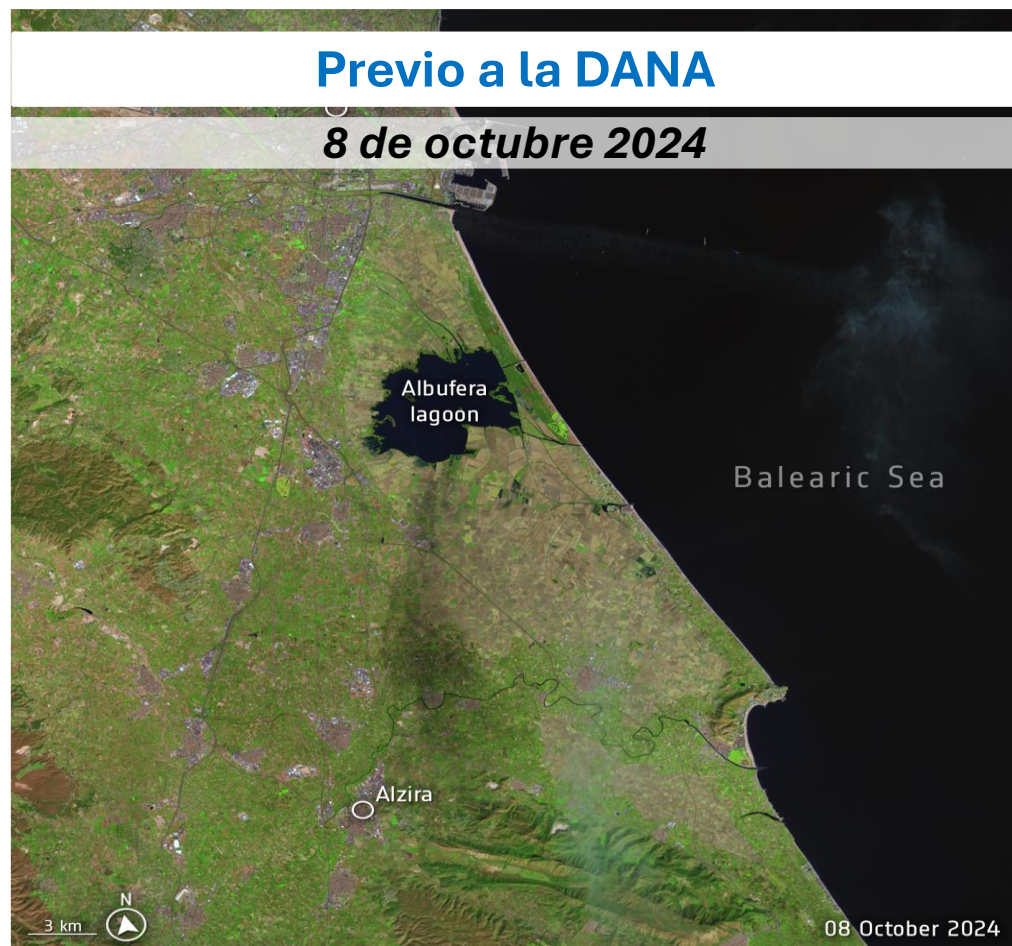 Previo a la DANA
8 de octubre 2024
Albufera
lagoon
Balearic Sea
Alzira
N
3 km
08 October 2024